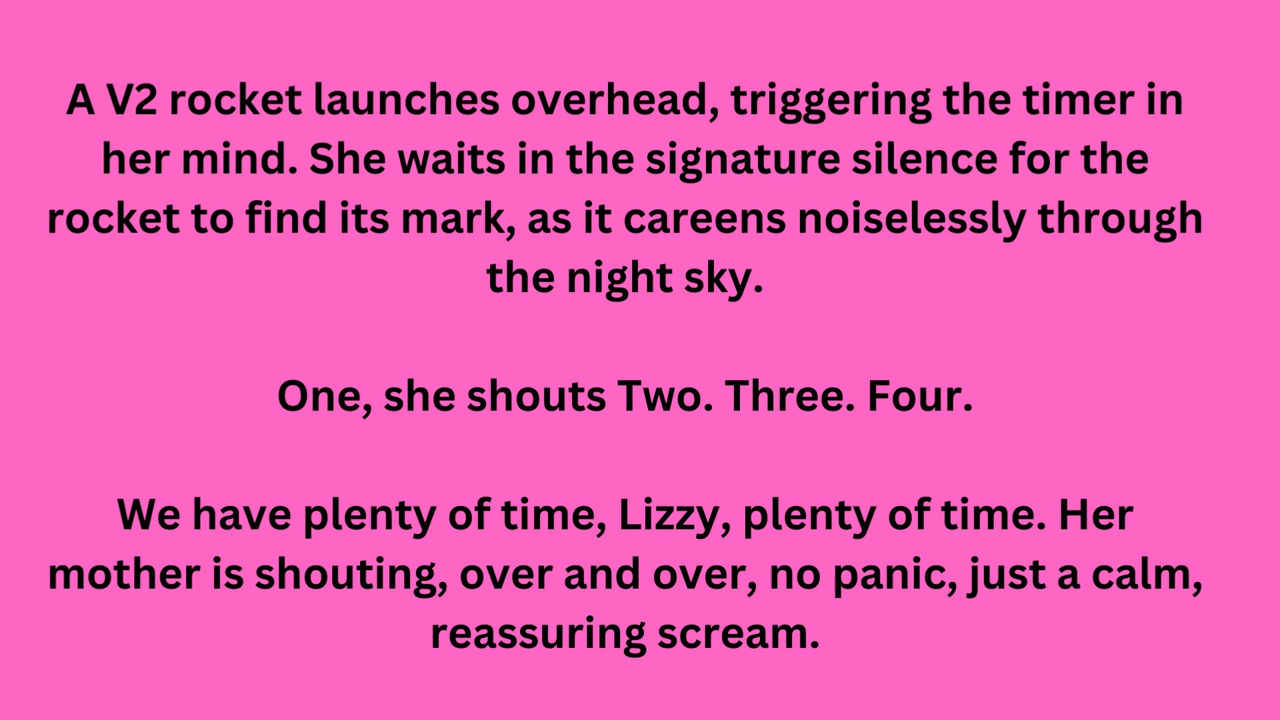 A V2 rocket launches overhead, triggering the timer in
her mind. She waits in the signature silence for the
rocket to find its mark, as it careens noiselessly through
the night sky.
One, she shouts Two. Three. Four.
We have plenty of time, Lizzy, plenty of time. Her
mother is shouting, over and over, no panic, just a calm,
reassuring scream.